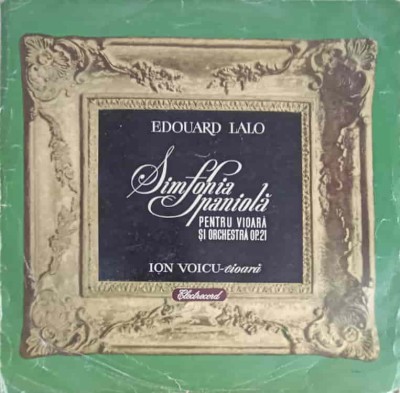 EDOUARD LALO
Simfonia
Spaniolă
PENTRU VIOARĂ
ȘI ORCHESTRĂ OP.21
ION VOICU-vioară
Electrecord